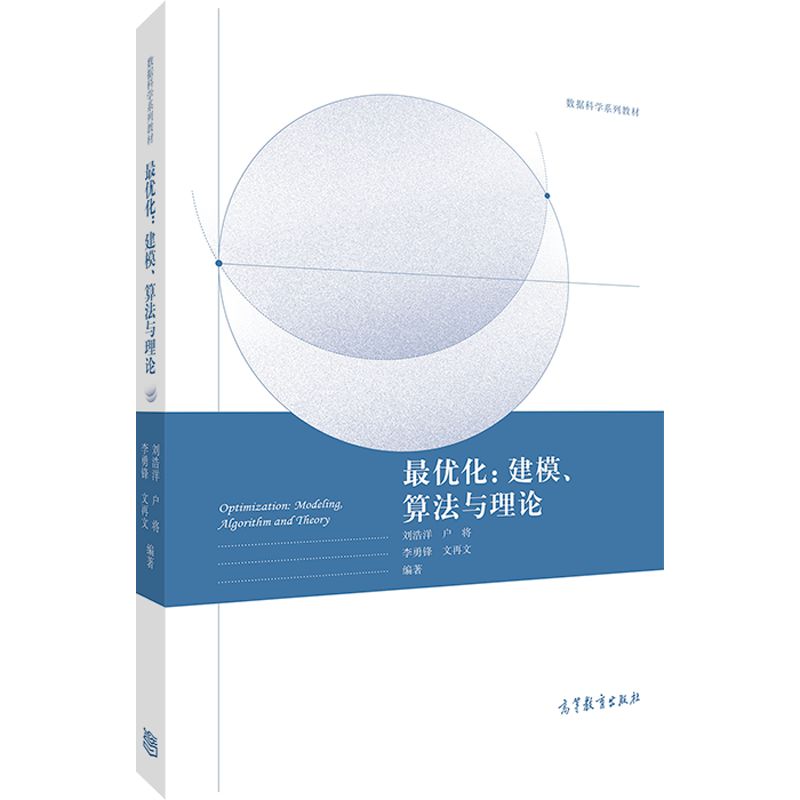 数据科学系列教材
最优化：建模、算法与理论
刘浩洋 户 将
李勇锋 文再文 编著
数据科学系列教材
最优化：建模、
算法与理论
Optimization: Modeling,
Algorithm and Theory
刘浩洋 户 将
李勇锋 文再文
编著
高等教育出版社